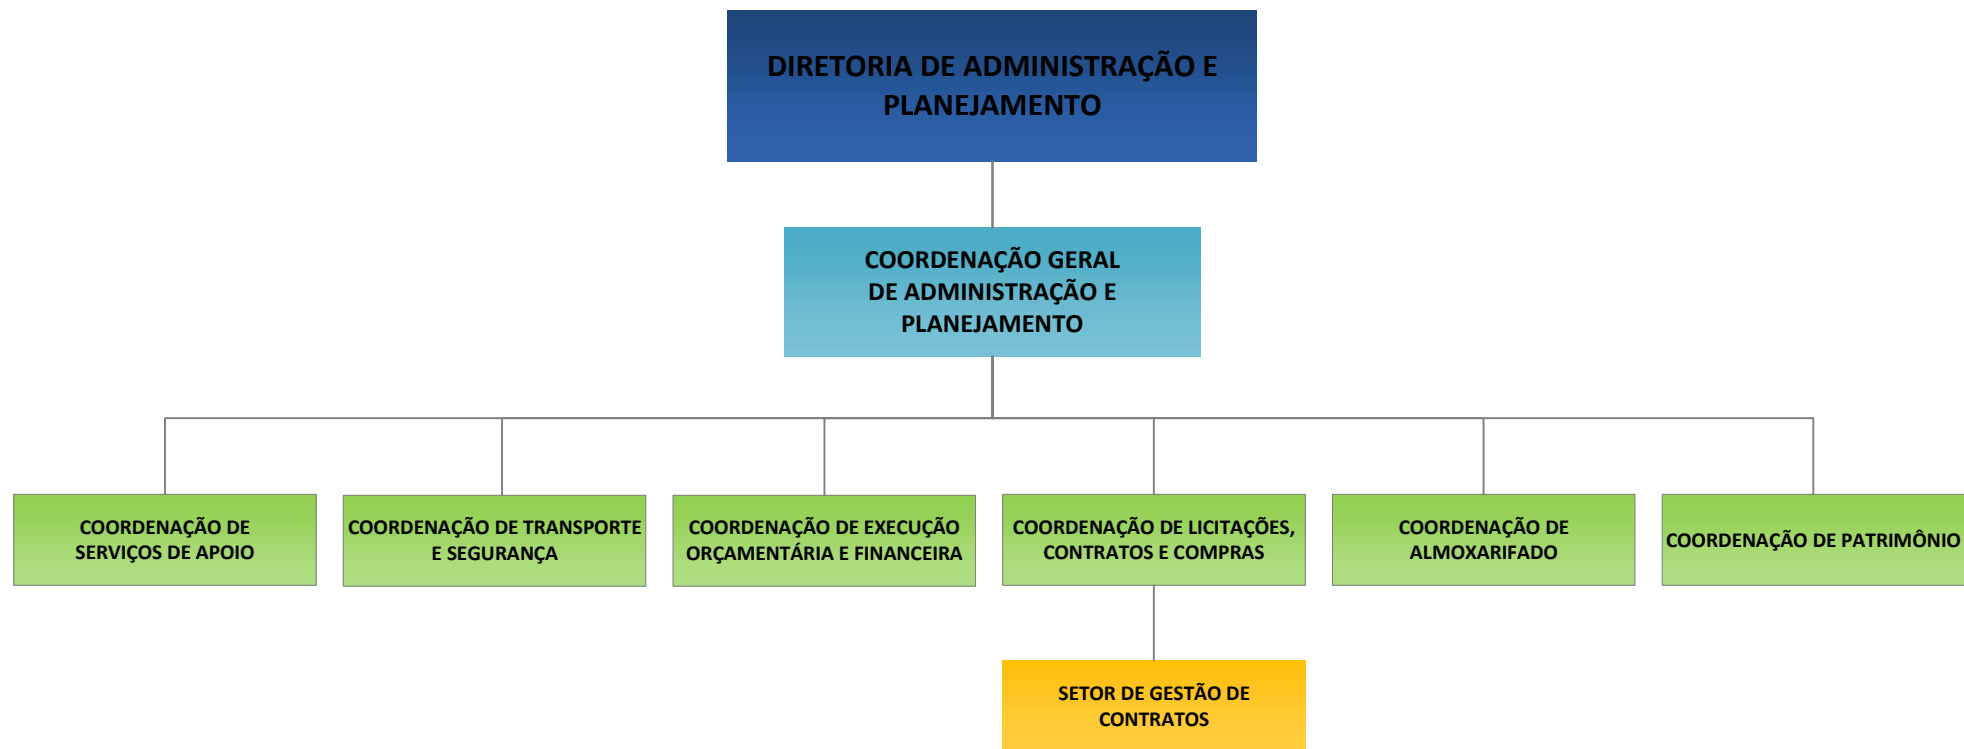 DIRETORIA DE ADMINISTRAÇÃO E
PLANEJAMENTO
COORDENAÇÃO GERAL
DE ADMINISTRAÇÃO E
PLANEJAMENTO
COORDENAÇÃO DE
SERVIÇOS DE APOIO
COORDENAÇÃO DE TRANSPORTE
E SEGURANÇA
COORDENAÇÃO DE EXECUÇÃO
ORÇAMENTÁRIA E FINANCEIRA
COORDENAÇÃO DE LICITAÇÕES,
CONTRATOS E COMPRAS
COORDENAÇÃO DE
ALMOXARIFADO
COORDENAÇÃO DE PATRIMÔNIO
SETOR DE GESTÃO DE
CONTRATOS